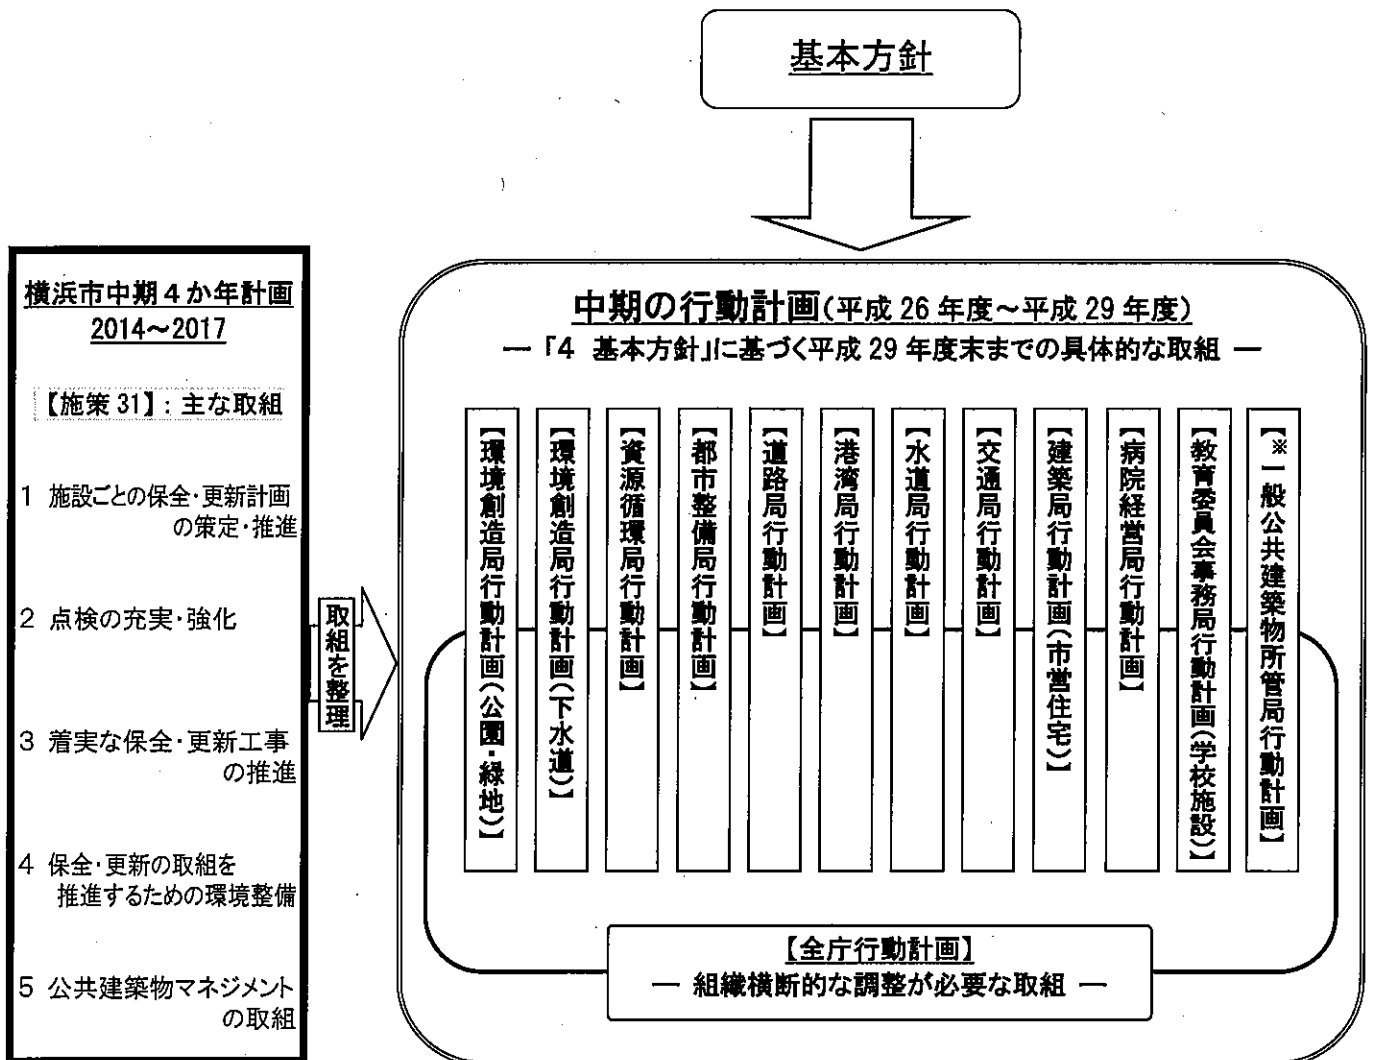 基本方針
横浜市中期4か年計画
2014~2017
【施策 31】:主な取組
1 施設ごとの保全・更新計画
の策定・推進
2 点検の充実・強化
3 着実な保全・更新工事
の推進
4 保全・更新の取組を
推進するための環境整備
5 公共建築物マネジメント
の取組
取組を整理
中期の行動計画(平成 26 年度~平成 29 年度)
― 『4 基本方針』に基づく平成 29 年度末までの具体的な取組 ―
【環境創造局行動計画(公園・緑地)】
【環境創造局行動計画(下水道)】
【資源循環局行動計画】
【都市整備局行動計画】
【道路局行動計画】
【港湾局行動計画】
【水道局行動計画】
【交通局行動計画】
【建築局行動計画(市営住宅)】
【病院経営局行動計画】
【教育委員会事務局行動計画(学校施設)】
【※一般公共建築物所管局行動計画】
【全庁行動計画】
― 組織横断的な調整が必要な取組 ―